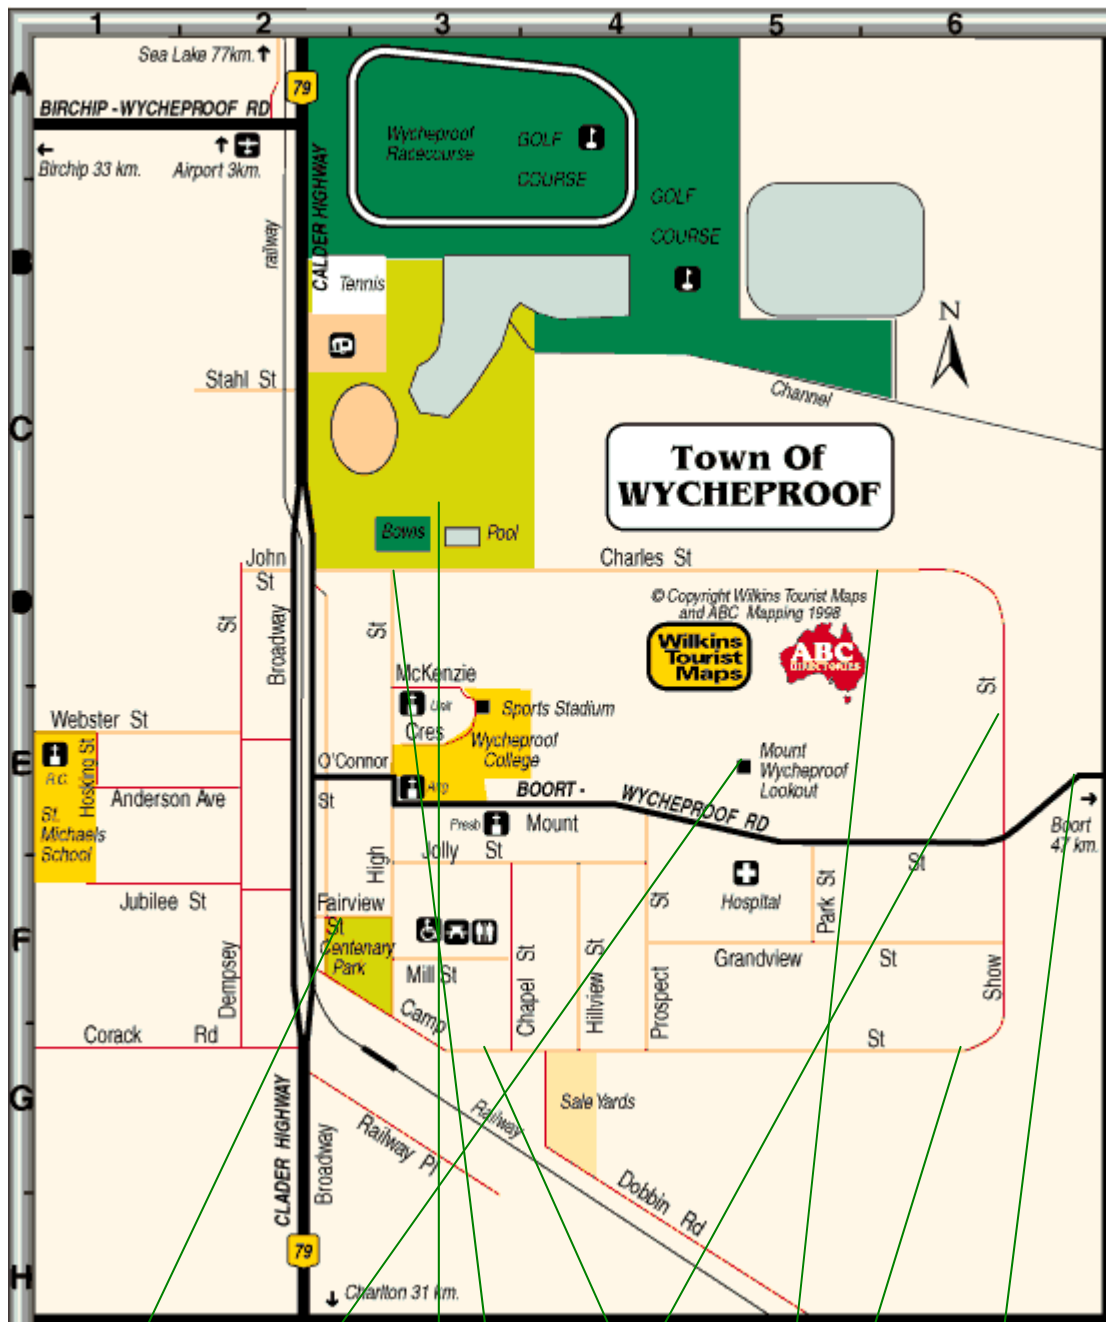 1 2 3 4 5 6
A
B
C
D
E
F
G
H
Sea Lake 77km.
79
BIRCHIP - WYCHEPROOF RD
Birchip 33 km.
Airport 3km.
railway
CALDER HIGHWAY
Wycheproof
Racecourse
GOLF
COURSE
GOLF
COURSE
Tennis
N
Stahl St
Channel
Town Of
WYCHEPROOF
Bowls
Pool
John
St
Charles St
© Copyright Wilkins Tourist Maps
and ABC Mapping 1998
Wilkins
Tourist
Maps
ABC
DIRECTORIES
St
Broadway
St
McKenzie
Unit
Cres
Sports Stadium
Wycheproof
College
St
Webster St
R.C.
Hosking St
St.
Michaels
School
Anderson Ave
O'Connor
St
Ang
BOORT -
WYCHEPROOF RD
Mount
Wycheproof
Lookout
Boort
47 km.
Presb
Mount
St
Jolly St
High
Jubilee St
Fairview
St
Centenary
Park
Mill St
Camp
Chapel St
Hillview St
Prospect St
Hospital
Park St
Grandview St
Show
Dempsey
Corack Rd
St
CLADER HIGHWAY
Broadway
Railway Pl
Railway
Sale Yards
Dobbin Rd
79
Charlton 31 km.